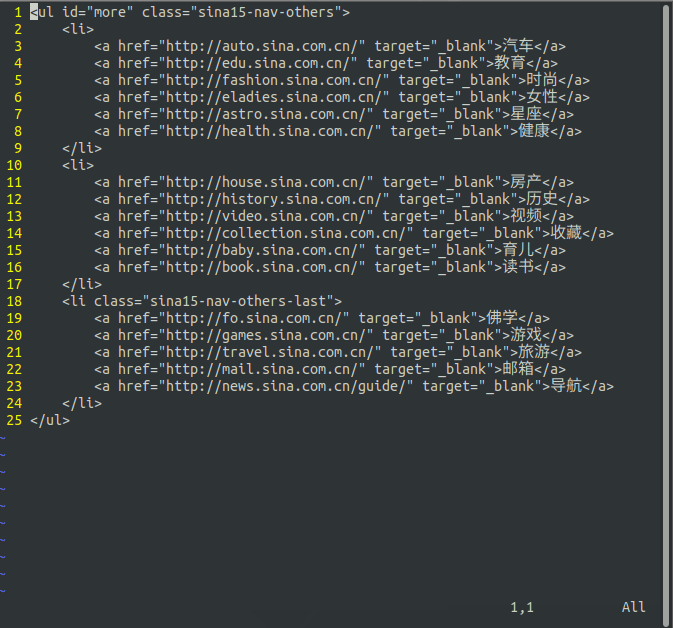 1 <ul id="more" class="sina15-nav-others">
2     <li>
3         <a href="http://auto.sina.com.cn/" target="_blank">汽车</a>
4         <a href="http://edu.sina.com.cn/" target="_blank">教育</a>
5         <a href="http://fashion.sina.com.cn/" target="_blank">时尚</a>
6         <a href="http://eladies.sina.com.cn/" target="_blank">女性</a>
7         <a href="http://astro.sina.com.cn/" target="_blank">星座</a>
8         <a href="http://health.sina.com.cn/" target="_blank">健康</a>
9     </li>
10     <li>
11         <a href="http://house.sina.com.cn/" target="_blank">房产</a>
12         <a href="http://history.sina.com.cn/" target="_blank">历史</a>
13         <a href="http://video.sina.com.cn/" target="_blank">视频</a>
14         <a href="http://collection.sina.com.cn/" target="_blank">收藏</a>
15         <a href="http://baby.sina.com.cn/" target="_blank">育儿</a>
16         <a href="http://book.sina.com.cn/" target="_blank">读书</a>
17     </li>
18     <li class="sina15-nav-others-last">
19         <a href="http://fo.sina.com.cn/" target="_blank">佛学</a>
20         <a href="http://games.sina.com.cn/" target="_blank">游戏</a>
21         <a href="http://travel.sina.com.cn/" target="_blank">旅游</a>
22         <a href="http://mail.sina.com.cn/" target="_blank">邮箱</a>
23         <a href="http://news.sina.com.cn/guide/" target="_blank">导航</a>
24     </li>
25 </ul>
~
~
~
~
~
~
~
~
~
~
1,1 All